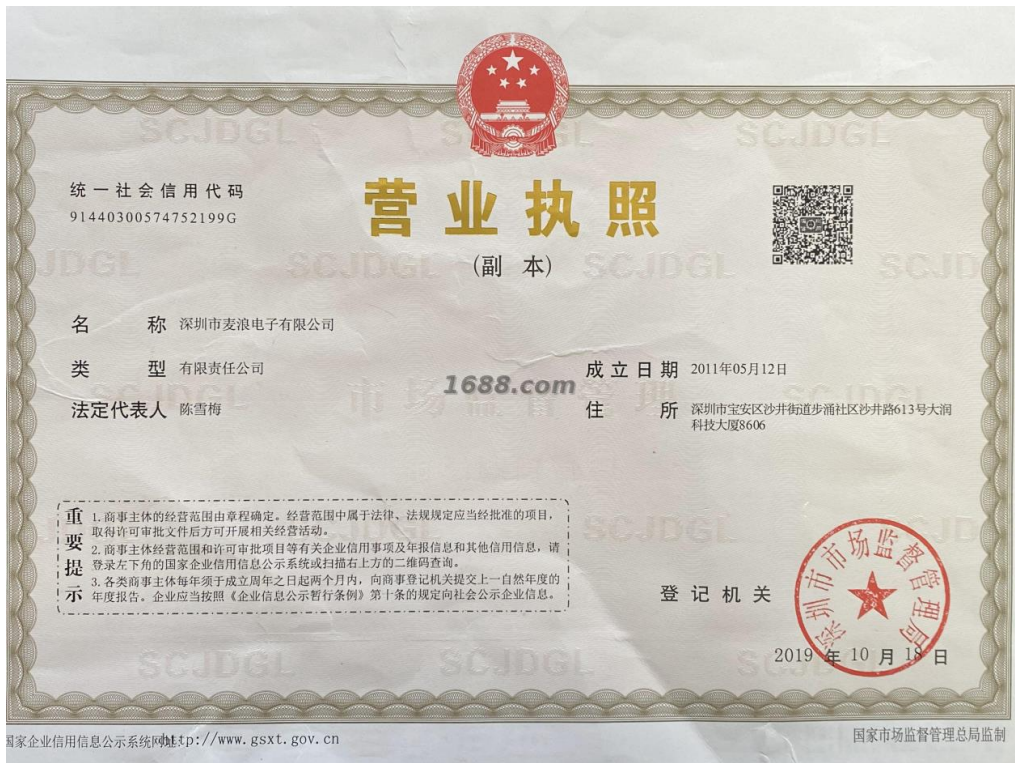 统一社会信用代码
91440300574752199G
营业执照
(副 本)
名 称 深圳市麦浪电子有限公司
类 型 有限责任公司
成立日期 2011年05月12日
法定代表人 陈雪梅
住 所 深圳市宝安区沙井街道步涌社区沙井路613号大润
科技大厦8606
1688.com
重要提示
1.商事主体的经营范围由章程确定。经营范围中属于法律、法规规定应当经批准的项目,
取得许可审批文件后方可开展相关经营活动。
2.商事主体经营范围和许可审批项目等有关企业信用事项及年报信息和其他信用信息,请
登录左下角的国家企业信用信息公示系统或扫描右上方的二维码查询。
3.各类商事主体每年须于成立周年之日起两个月内,向商事登记机关提交上一自然年度的
年度报告。企业应当按照《企业信息公示暂行条例》第十条的规定向社会公示企业信息。
登记机关
深圳市市场监督管理局
2019 年 10 月 18 日
国家企业信用信息公示系统网址:http://www.gsxt.gov.cn
国家市场监督管理总局监制
SCJDGL
SCJDGL
SCJDGL
JDGL
SCJDGL
SCJDGL
市场监督管理
SCJDGL
SCJDGL
SCJDGL